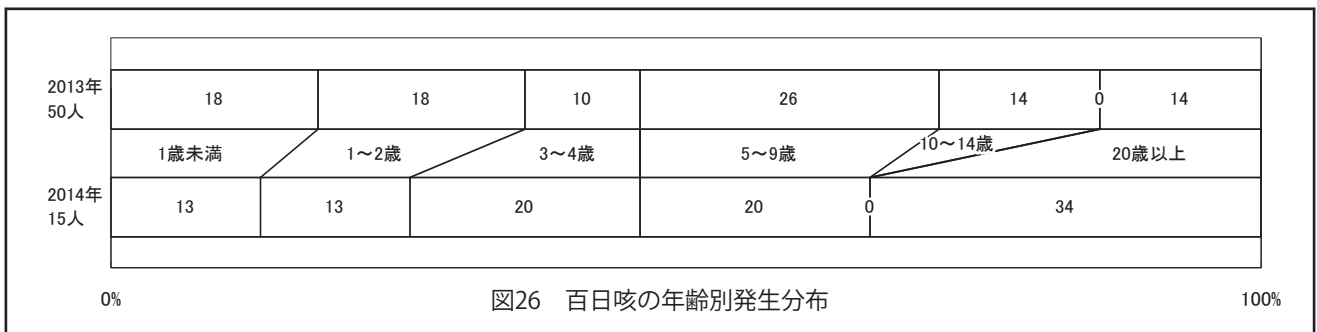 2013年
50人
18 18 10 26 14 0 14
1歳未満 1～2歳 3～4歳 5～9歳 10～14歳 20歳以上
2014年
15人
13 13 20 20 0 34
0% 100%
図26 百日咳の年齢別発生分布